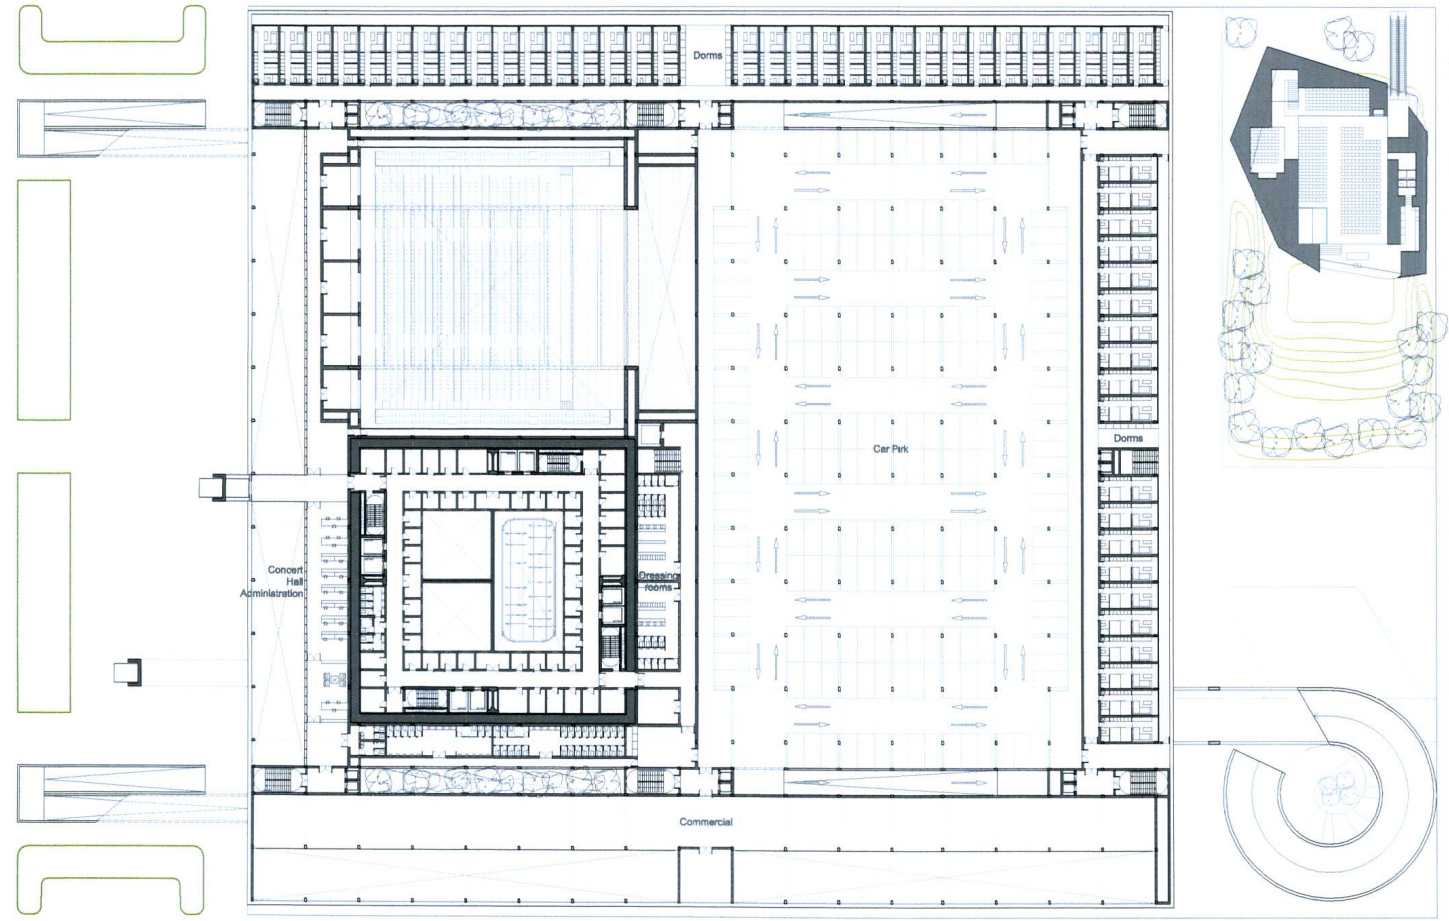 Dorms
Car Park
Dorms
Concert
Hall
Administration
Dressing
rooms
Commercial